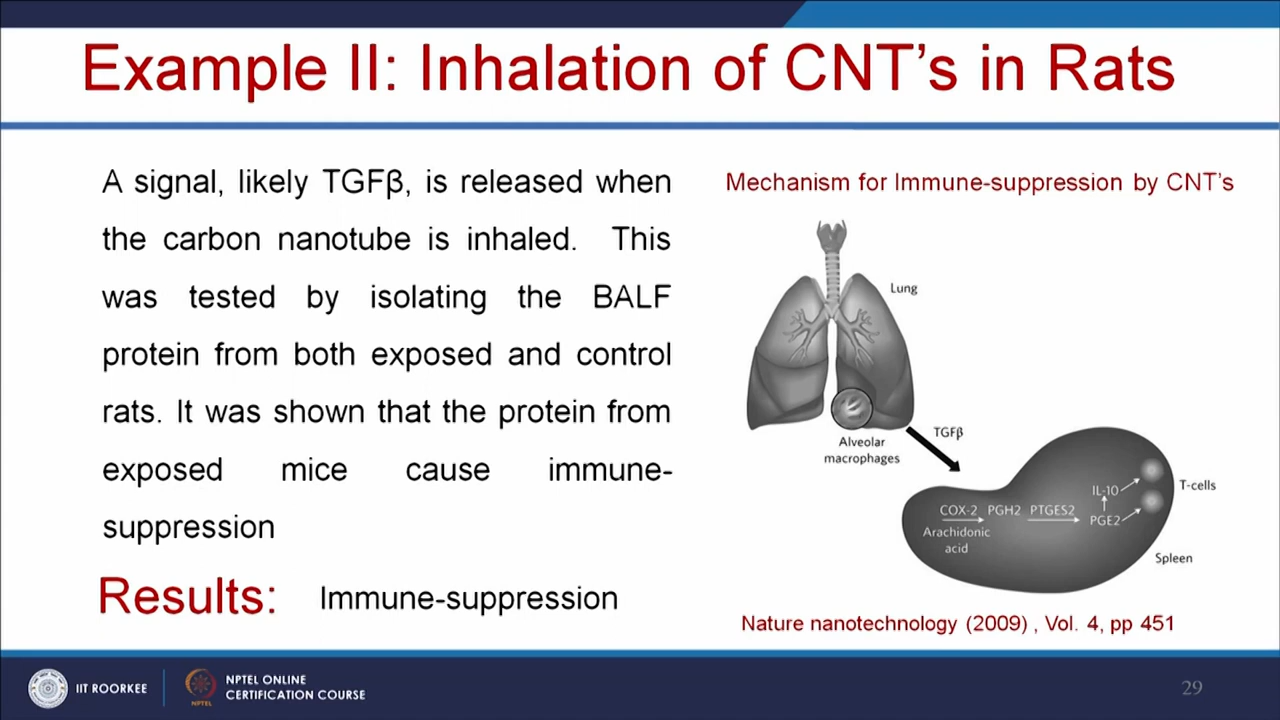 Example II: Inhalation of CNT's in Rats
A signal, likely TGFβ, is released when
the carbon nanotube is inhaled. This
was tested by isolating the BALF
protein from both exposed and control
rats. It was shown that the protein from
exposed mice cause immune-
suppression
Results: Immune-suppression
Mechanism for Immune-suppression by CNT's
Lung
Alveolar
macrophages
TGFβ
IL-10
T-cells
COX-2 PGH2 PTGES2
PGE2
Arachidonic
acid
Spleen
Nature nanotechnology (2009) , Vol. 4, pp 451
IIT ROORKEE
NPTEL
NPTEL ONLINE
CERTIFICATION COURSE
29